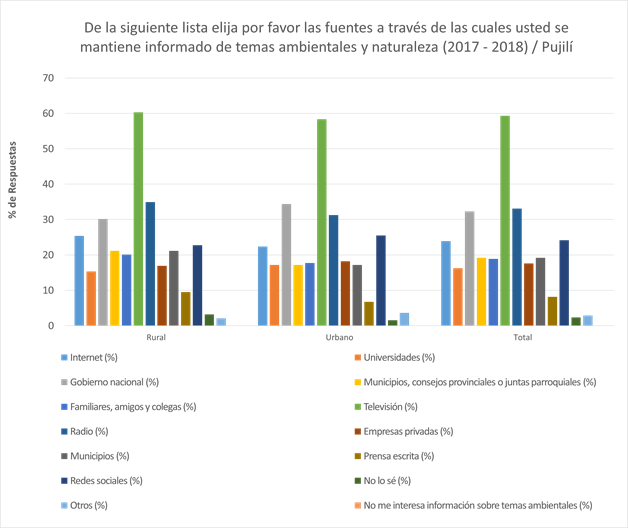 De la siguiente lista elija por favor las fuentes a través de las cuales usted se
mantiene informado de temas ambientales y naturaleza (2017 - 2018) / Pujilí
% de Respuestas
70
60
50
40
30
20
10
0
Rural Urbano Total
Internet (%) Universidades (%)
Gobierno nacional (%) Municipios, consejos provinciales o juntas parroquiales (%)
Familiares, amigos y colegas (%) Televisión (%)
Radio (%) Empresas privadas (%)
Municipios (%) Prensa escrita (%)
Redes sociales (%) No lo sé (%)
Otros (%) No me interesa información sobre temas ambientales (%)